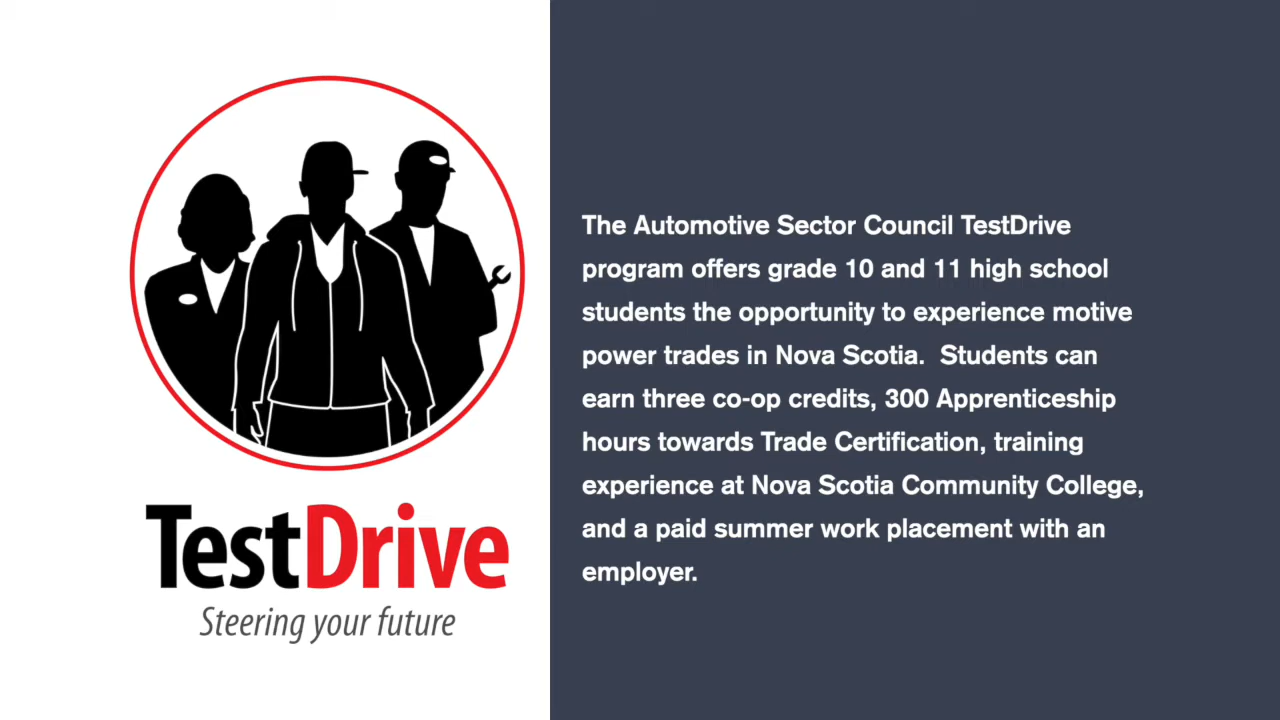 TestDrive
Steering your future
The Automotive Sector Council TestDrive
program offers grade 10 and 11 high school
students the opportunity to experience motive
power trades in Nova Scotia.  Students can
earn three co-op credits, 300 Apprenticeship
hours towards Trade Certification, training
experience at Nova Scotia Community College,
and a paid summer work placement with an
employer.